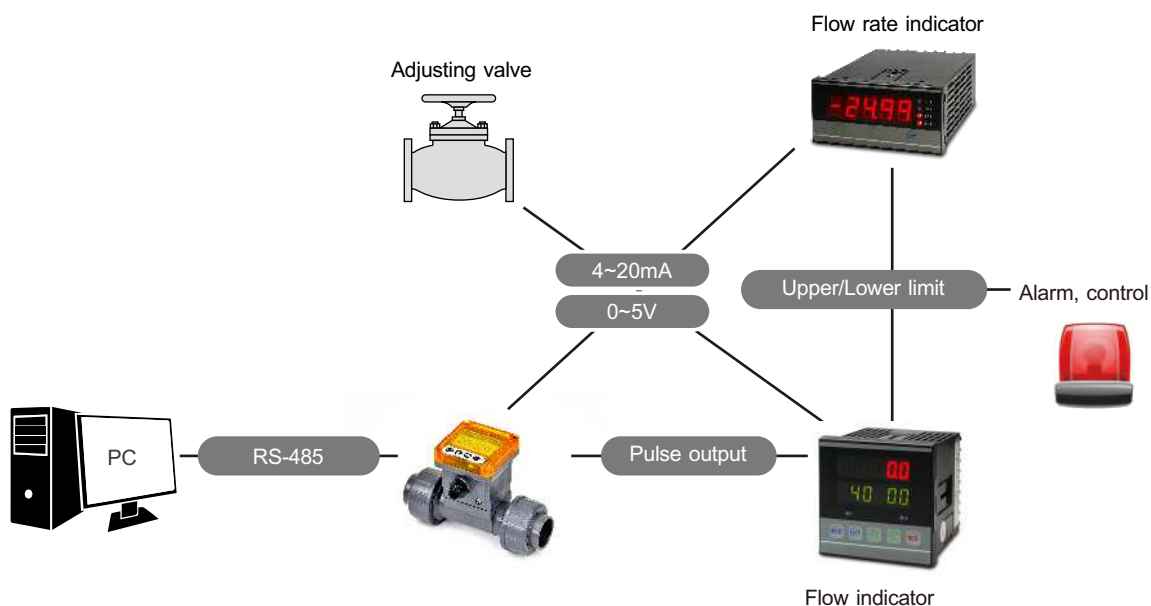 Flow rate indicator
Adjusting valve
-24.99
4~20mA
0~5V
Upper/Lower limit
Alarm, control
PC
RS-485
Pulse output
0.0
40 00
Flow indicator